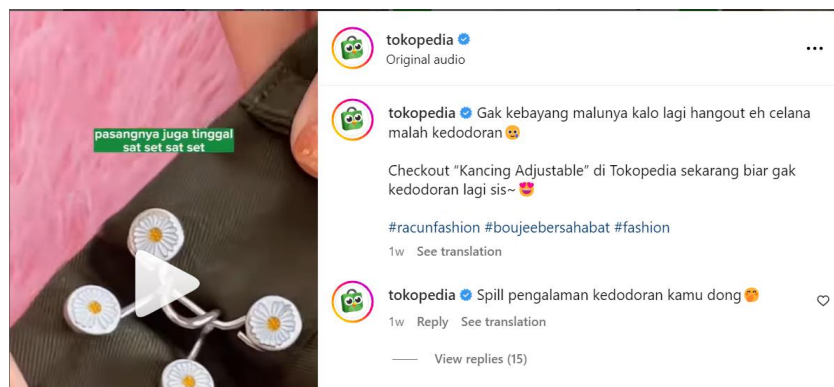 pasangnya juga tinggal
sat set sat set
tokopedia
Original audio
tokopedia Gak kebayang malunya kalo lagi hangout eh celana
malah kedodoran🤐
Checkout “Kancing Adjustable” di Tokopedia sekarang biar gak
kedodoran lagi sis~😍
#racunfashion #boujeebersahabat #fashion
1w See translation
tokopedia Spill pengalaman kedodoran kamu dong🤭
1w Reply See translation
View replies (15)